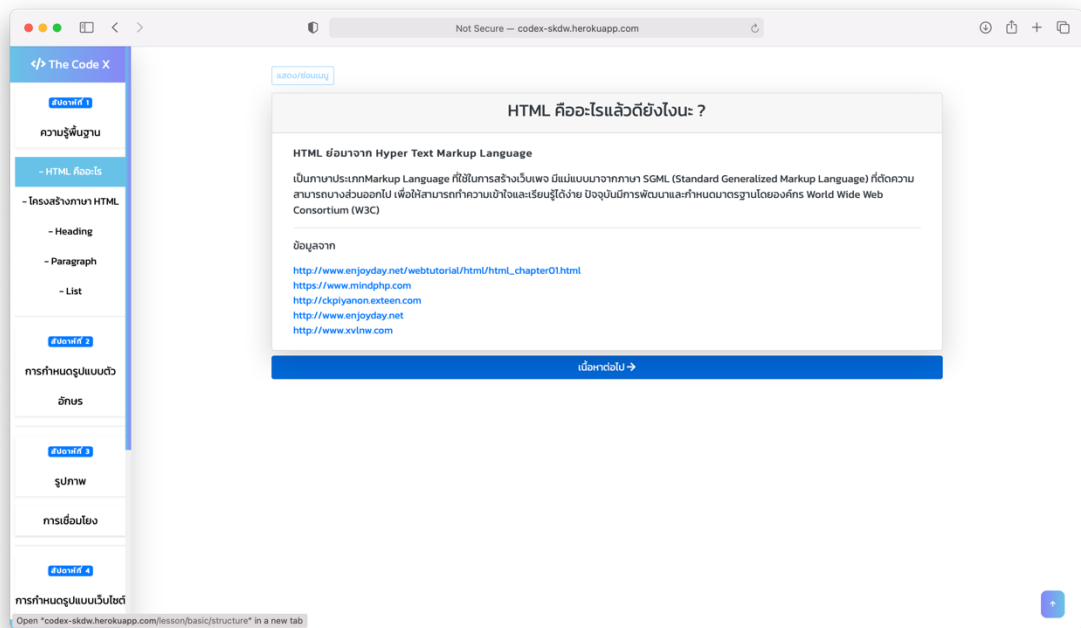 Not Secure — codex-skdw.herokuapp.com
</> The Code X
สัปดาห์ที่ 1
ความรู้พื้นฐาน
- HTML คืออะไร
- โครงสร้างภาษา HTML
- Heading
- Paragraph
- List
สัปดาห์ที่ 2
การกำหนดรูปแบบตัว
อักษร
สัปดาห์ที่ 3
รูปภาพ
การเชื่อมโยง
สัปดาห์ที่ 4
การกำหนดรูปแบบเว็บไซต์
แสดง/ซ่อนเมนู
HTML คืออะไรแล้วดียังไงนะ ?
HTML ย่อมาจาก Hyper Text Markup Language
เป็นภาษาประเภทMarkup Language ที่ใช้ในการสร้างเว็บเพจ มีแม่แบบมาจากภาษา SGML (Standard Generalized Markup Language) ที่ตัดความ
สามารถบางส่วนออกไป เพื่อให้สามารถทำความเข้าใจและเรียนรู้ได้ง่าย ปัจจุบันมีการพัฒนาและกำหนดมาตรฐานโดยองค์กร World Wide Web
Consortium (W3C)
ข้อมูลจาก
http://www.enjoyday.net/webtutorial/html/html_chapter01.html
https://www.mindphp.com
http://ckpiyanon.exteen.com
http://www.enjoyday.net
http://www.xvlnw.com
เนื้อหาต่อไป →
Open "codex-skdw.herokuapp.com/lesson/basic/structure" in a new tab